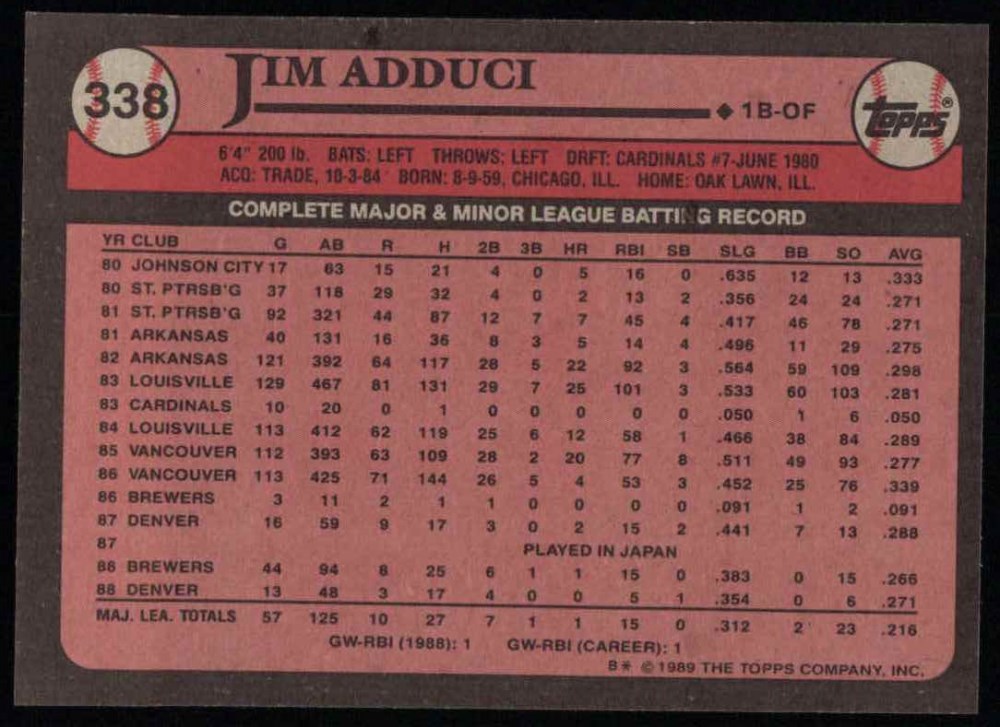 338
JIM ADDUCI
◆ 1B-OF
TOPPS®
6'4" 200 lb. BATS: LEFT THROWS: LEFT DRFT: CARDINALS #7-JUNE 1980
ACQ: TRADE, 10-3-84 BORN: 8-9-59, CHICAGO, ILL. HOME: OAK LAWN, ILL.
COMPLETE MAJOR & MINOR LEAGUE BATTING RECORD
YR CLUB G AB R H 2B 3B HR RBI SB SLG BB SO AVG
80 JOHNSON CITY 17 63 15 21 4 0 5 16 0 .635 12 13 .333
80 ST. PTRSB'G 37 118 29 32 4 0 2 13 2 .356 24 24 .271
81 ST. PTRSB'G 92 321 44 87 12 7 7 45 4 .417 46 78 .271
81 ARKANSAS 40 131 16 36 8 3 5 14 4 .496 11 29 .275
82 ARKANSAS 121 392 64 117 28 5 22 92 3 .564 59 109 .298
83 LOUISVILLE 129 467 81 131 29 7 25 101 3 .533 60 103 .281
83 CARDINALS 10 20 0 1 0 0 0 0 0 .050 1 6 .050
84 LOUISVILLE 113 412 62 119 25 6 12 58 1 .466 38 84 .289
85 VANCOUVER 112 393 63 109 28 2 20 77 8 .511 49 93 .277
86 VANCOUVER 113 425 71 144 26 5 4 53 3 .452 25 76 .339
86 BREWERS 3 11 2 1 1 0 0 0 0 .091 1 2 .091
87 DENVER 16 59 9 17 3 0 2 15 2 .441 7 13 .288
87 PLAYED IN JAPAN
88 BREWERS 44 94 8 25 6 1 1 15 0 .383 0 15 .266
88 DENVER 13 48 3 17 4 0 0 5 1 .354 0 6 .271
MAJ. LEA. TOTALS 57 125 10 27 7 1 1 15 0 .312 2 23 .216
GW-RBI (1988): 1 GW-RBI (CAREER): 1
B* © 1989 THE TOPPS COMPANY, INC.